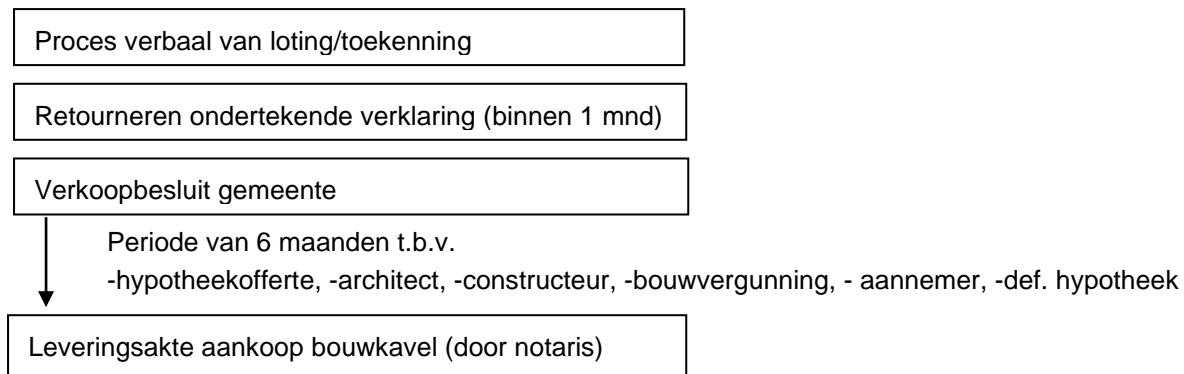 Proces verbaal van loting/toekenning
Retourneren ondertekende verklaring (binnen 1 mnd)
Verkoopbesluit gemeente
Periode van 6 maanden t.b.v.
-hypotheekofferte, -architect, -constructeur, -bouwvergunning, - aannemer, -def. hypotheek
Leveringsakte aankoop bouwkavel (door notaris)